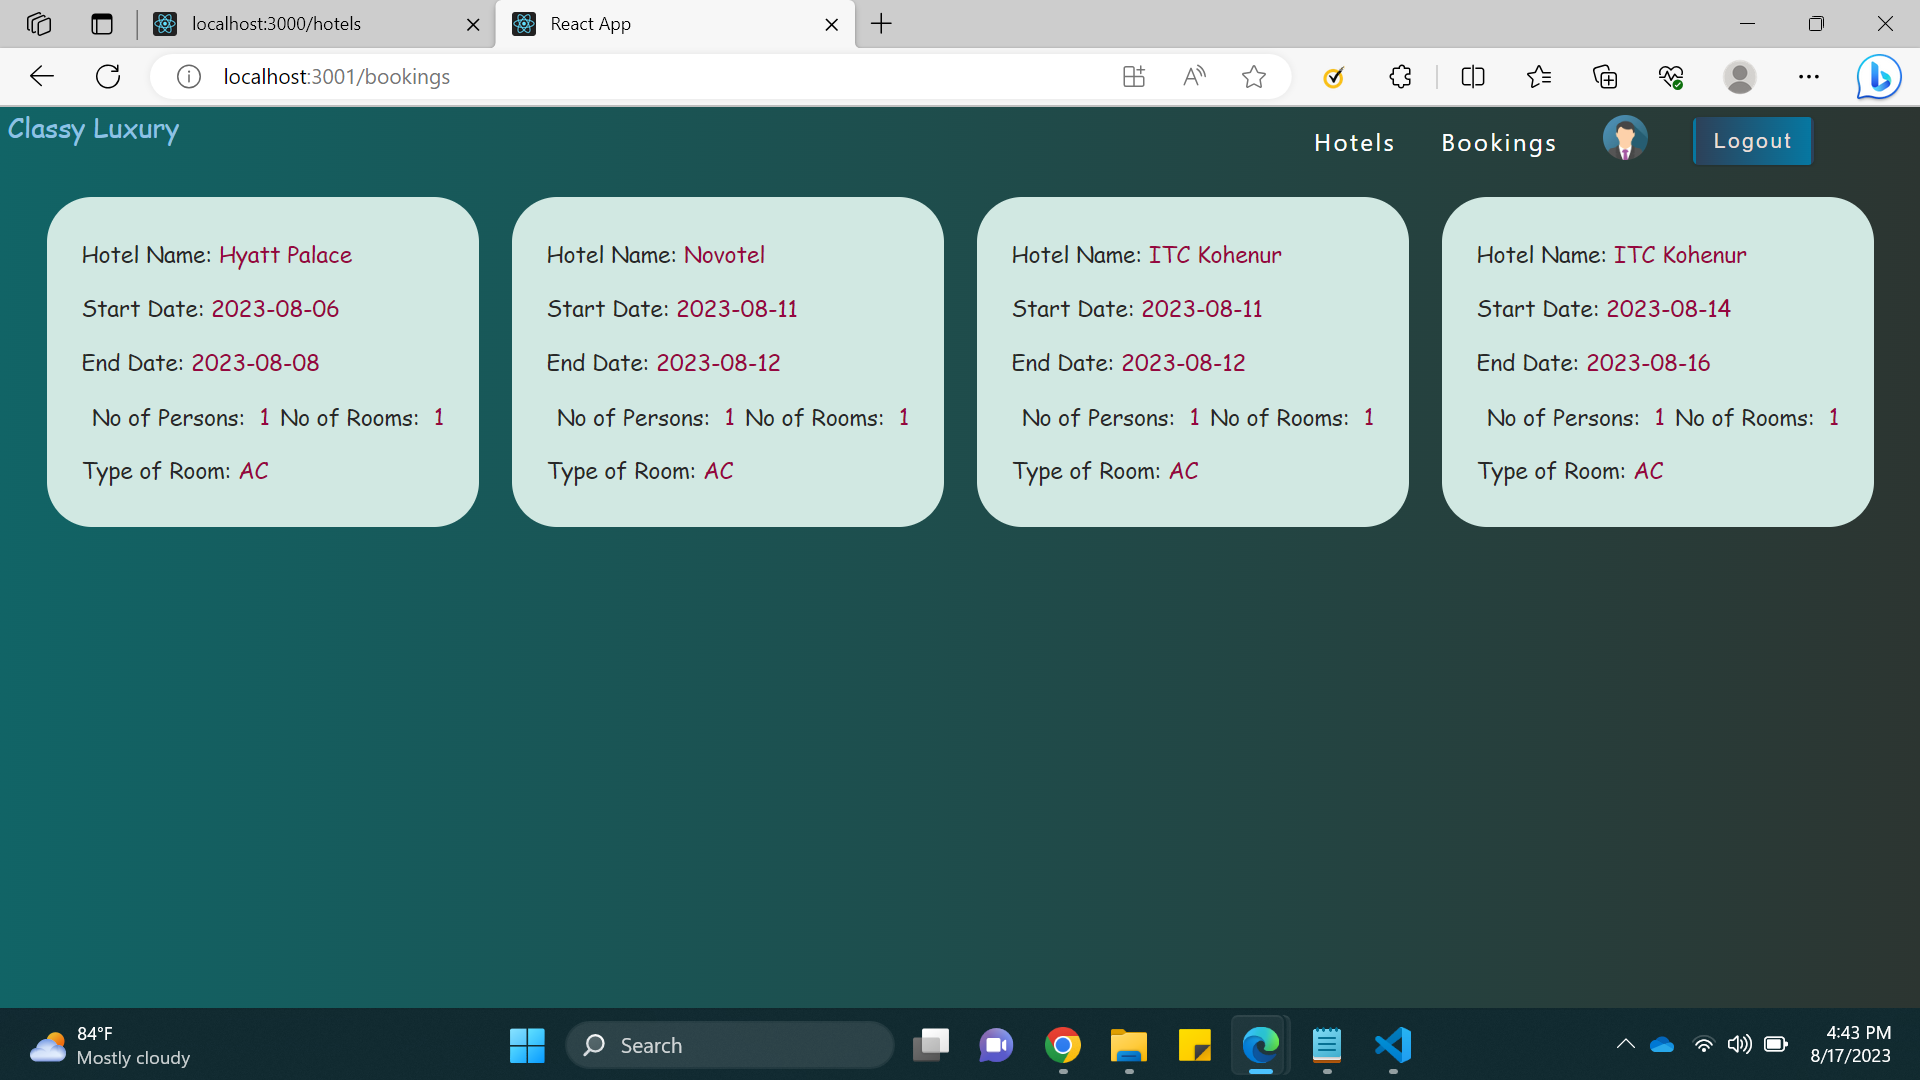 localhost:3000/hotels
React App
localhost:3001/bookings
Classy Luxury
Hotels
Bookings
Logout
Hotel Name: Hyatt Palace
Start Date: 2023-08-06
End Date: 2023-08-08
No of Persons: 1 No of Rooms: 1
Type of Room: AC
Hotel Name: Novotel
Start Date: 2023-08-11
End Date: 2023-08-12
No of Persons: 1 No of Rooms: 1
Type of Room: AC
Hotel Name: ITC Kohenur
Start Date: 2023-08-11
End Date: 2023-08-12
No of Persons: 1 No of Rooms: 1
Type of Room: AC
Hotel Name: ITC Kohenur
Start Date: 2023-08-14
End Date: 2023-08-16
No of Persons: 1 No of Rooms: 1
Type of Room: AC
84°F
Mostly cloudy
Search
4:43 PM
8/17/2023